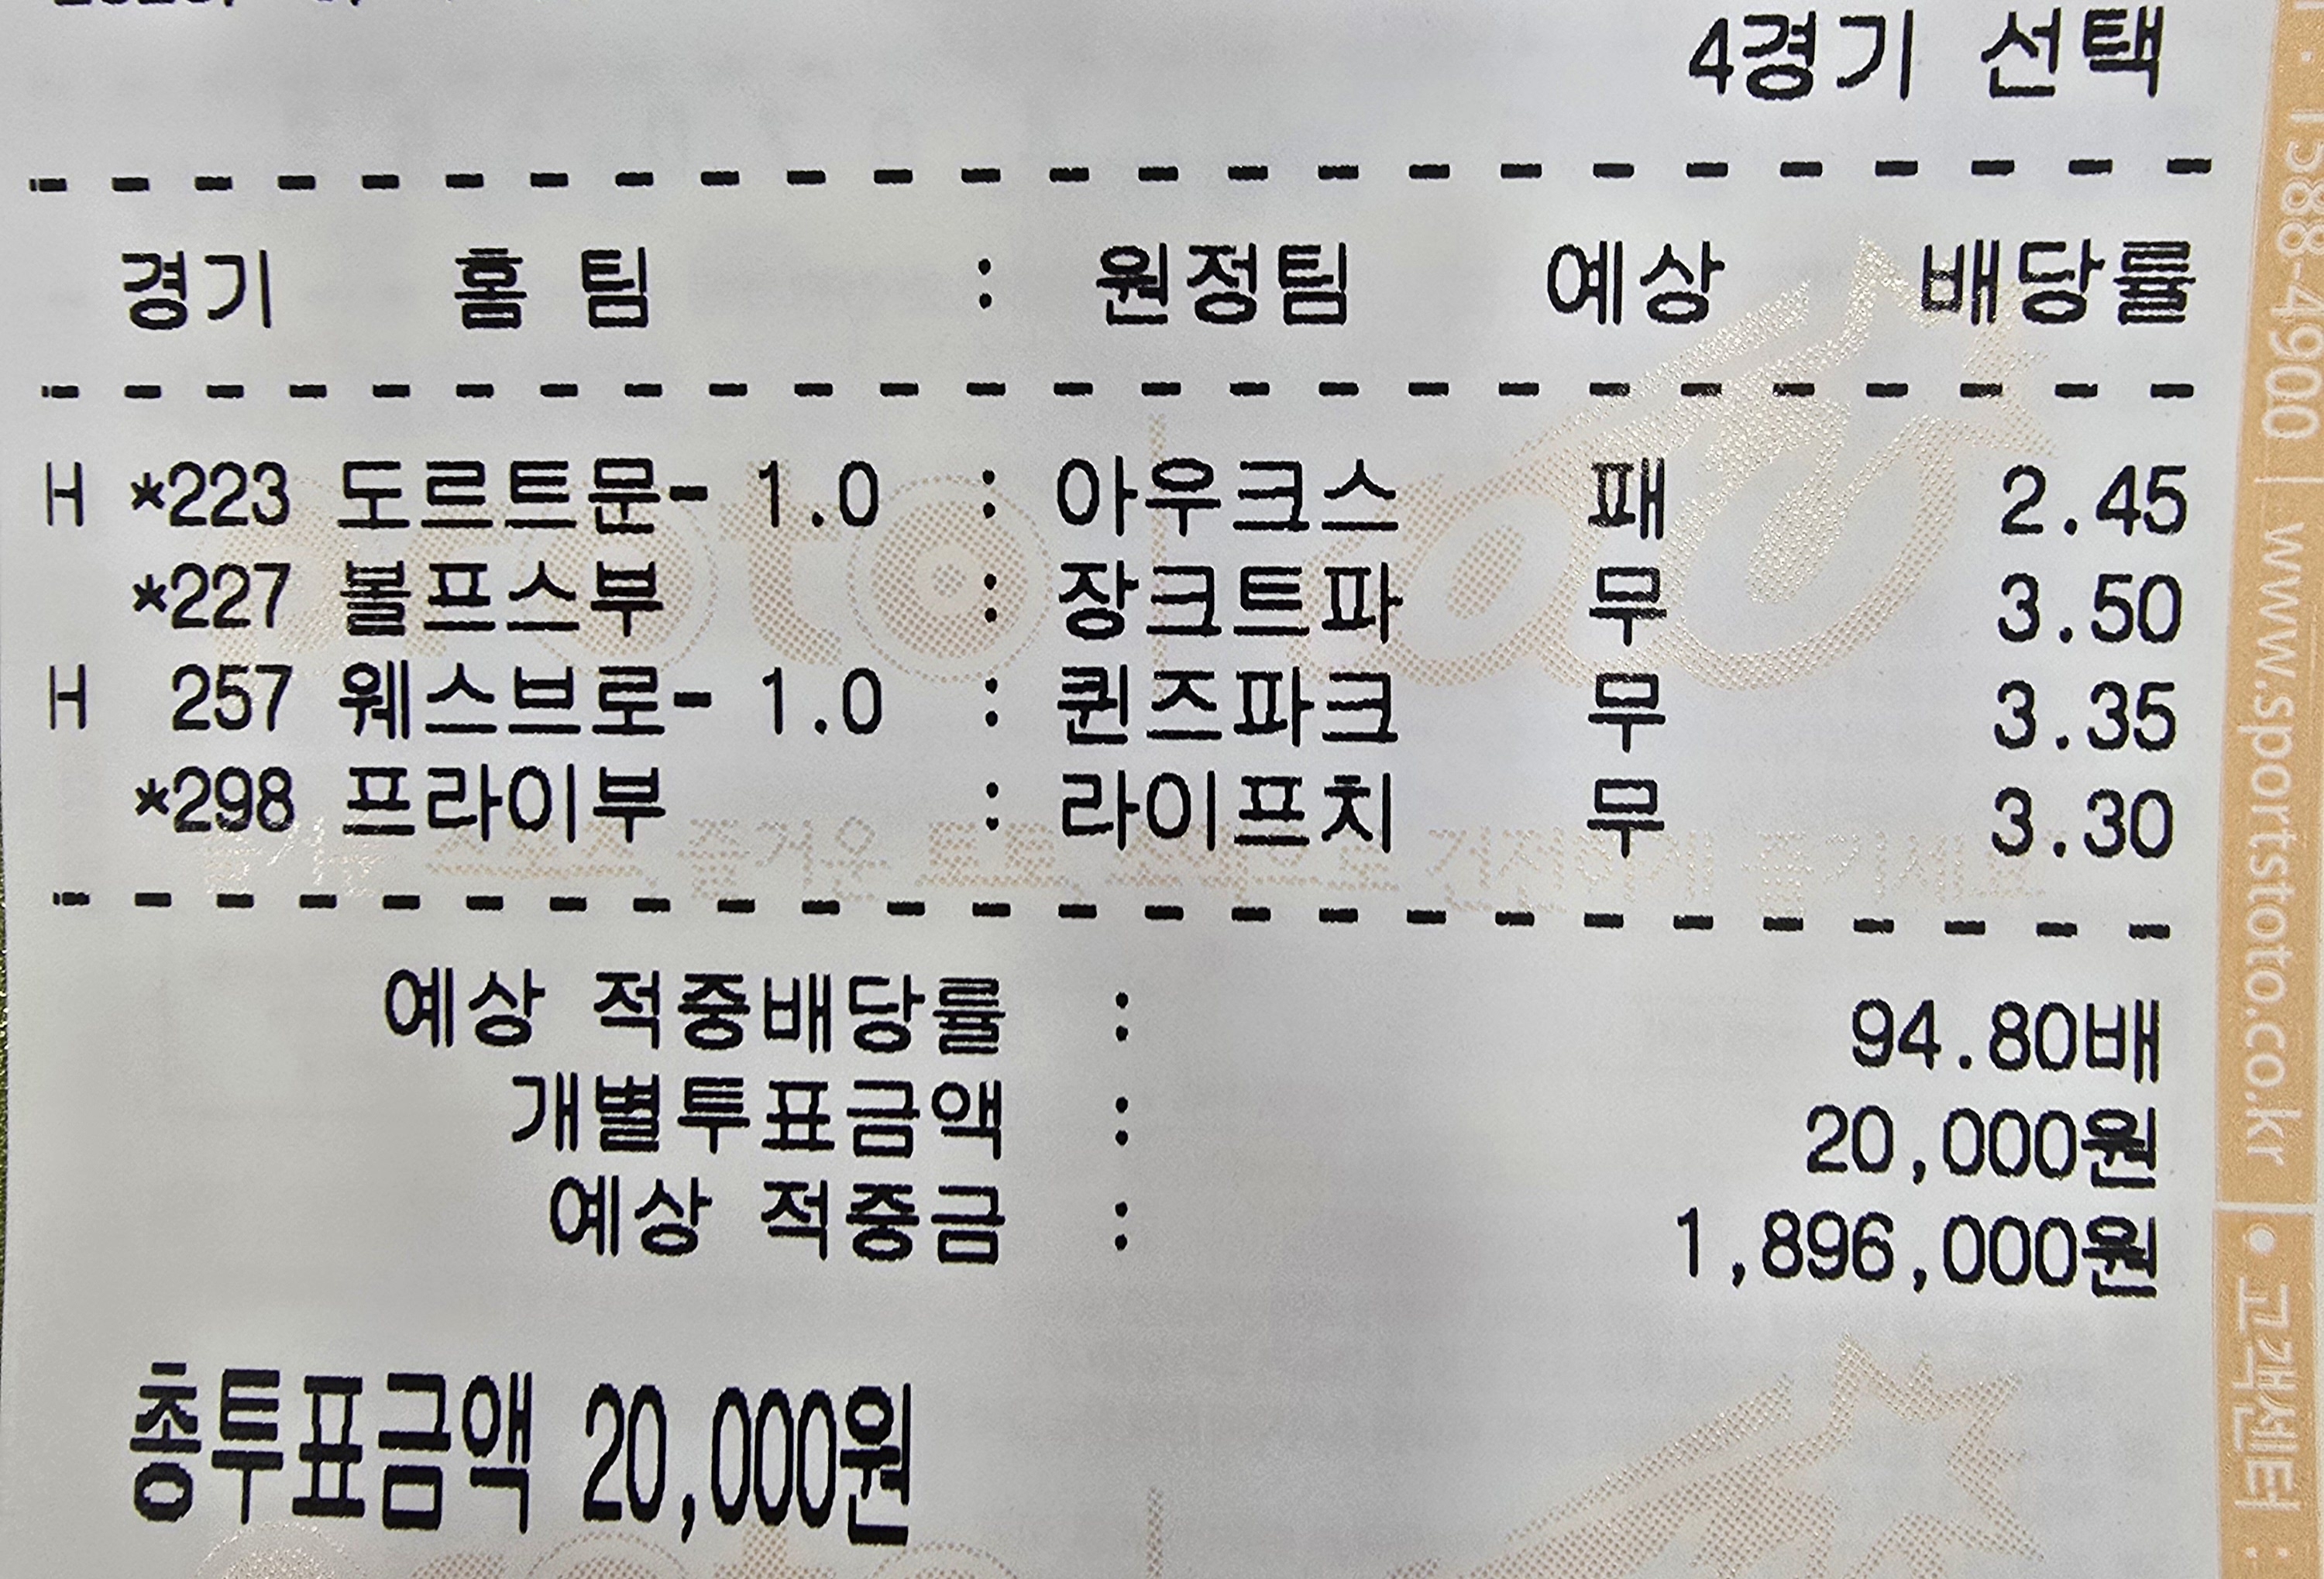 4경기 선택
경기 홈 팀 : 원정팀 예상 배당률
H *223 도르트문- 1.0 : 아우크스 패 2.45
*227 볼프스부 : 장크트파 무 3.50
H 257 웨스브로- 1.0 : 퀸즈파크 무 3.35
*298 프라이부 : 라이프치 무 3.30
예상 적중배당률 : 94.80배
개별투표금액 : 20,000원
예상 적중금 : 1,896,000원
총투표금액 20,000원
1588-4900 | www.sportstoto.co.kr
• 고객센터 :